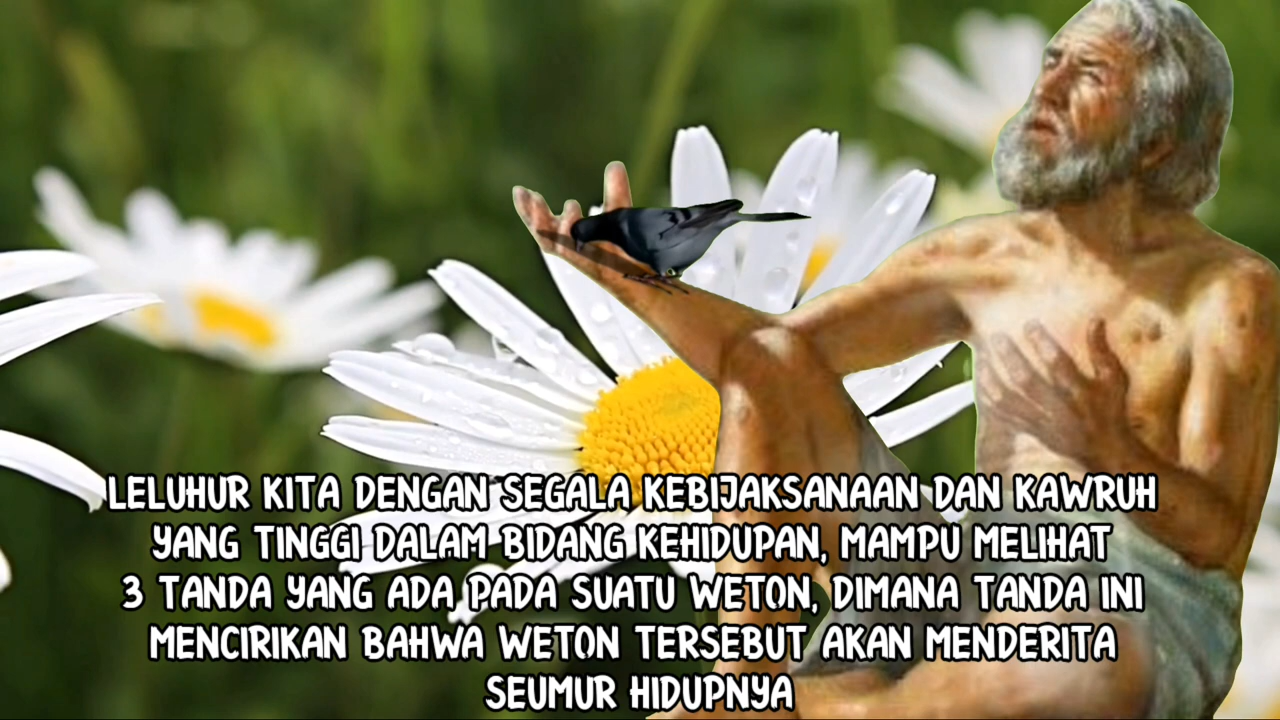 LELUHUR KITA DENGAN SEGALA KEBIJAKSANAAN DAN KAWRUH
YANG TINGGI DALAM BIDANG KEHIDUPAN, MAMPU MELIHAT
3 TANDA YANG ADA PADA SUATU WETON, DIMANA TANDA INI
MENCIRIKAN BAHWA WETON TERSEBUT AKAN MENDERITA
SEUMUR HIDUPNYA